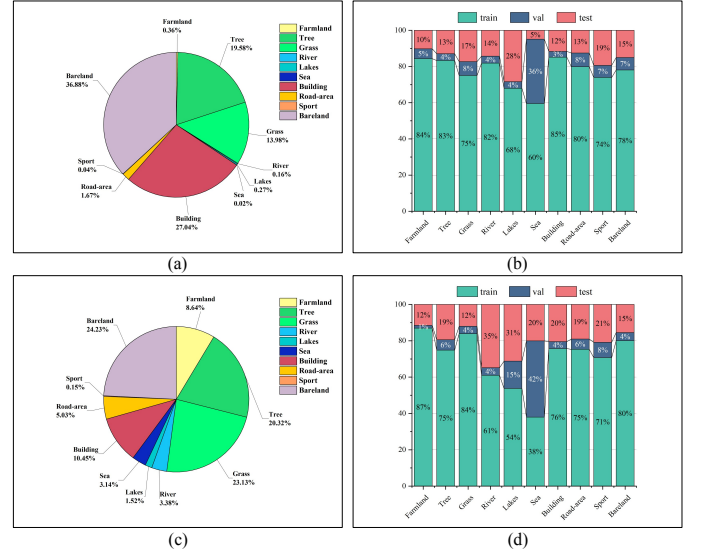 Farmland
0.36%
Tree
19.58%
Grass
13.98%
River
0.16%
Lakes
0.27%
Sea
0.02%
Building
27.04%
Road-area
1.67%
Sport
0.04%
Bareland
36.88%
Farmland
Tree
Grass
River
Lakes
Sea
Building
Road-area
Sport
Bareland
(a)
train val test
100
80
60
40
20
0
10% 13% 17% 14% 28% 5% 12% 13% 19% 15%
5% 4% 8% 4% 4% 36% 3% 8% 7% 7%
84% 83% 75% 82% 68% 60% 85% 80% 74% 78%
Farmland Tree Grass River Lakes Sea Building Road-area Sport Bareland
(b)
Farmland
8.64%
Tree
20.32%
Grass
23.13%
River
3.38%
Lakes
1.52%
Sea
3.14%
Building
10.45%
Road-area
5.03%
Sport
0.15%
Bareland
24.23%
Farmland
Tree
Grass
River
Lakes
Sea
Building
Road-area
Sport
Bareland
(c)
train val test
100
80
60
40
20
0
12% 19% 12% 35% 31% 20% 20% 19% 21% 15%
6% 4% 4% 15% 42% 4% 6% 8% 4%
87% 75% 84% 61% 54% 38% 76% 75% 71% 80%
Farmland Tree Grass River Lakes Sea Building Road-area Sport Bareland
(d)